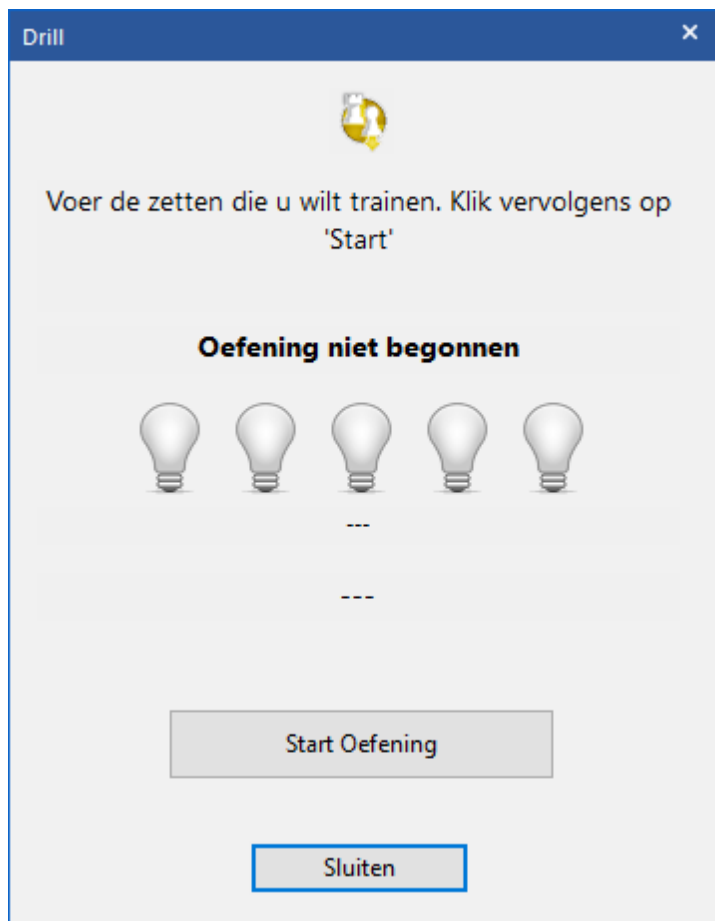 Drill
Voer de zetten die u wilt trainen. Klik vervolgens op
'Start'
Oefening niet begonnen
---
---
Start Oefening
Sluiten